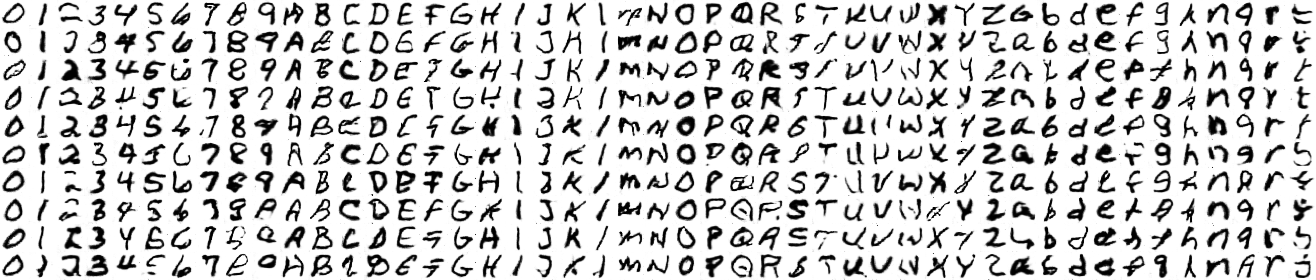 0 1 2 3 4 5 6 7 8 9 A B C D E F G H I J K l m N O P Q R S T U U V W X Y Z a b d e f g h n q r t
0 1 2 3 4 5 6 7 8 9 A B C D E F G H I J K l m N O P Q R S T U V W X Y Z a b d e f g h n q r t
0 1 2 3 4 5 6 7 8 9 A B C D E F G H I J K l m N O P Q R S T U V W X Y Z a b d e f g h n q r t
0 1 2 3 4 5 6 7 8 9 A B C D E F G H I J K l m N O P Q R S T U V W X Y Z a b d e f g h n q r t
0 1 2 3 4 5 6 7 8 9 A B C D E F G H I J K l m N O P Q R S T U V W X Y Z a b d e f g h n q r t
0 1 2 3 4 5 6 7 8 9 A B C D E F G H I J K l m N O P Q R S T U V W X Y Z a b d e f g h n q r t
0 1 2 3 4 5 6 7 8 9 A B C D E F G H I J K l m N O P Q R S T U V W X Y Z a b d e f g h n q r t
0 1 2 3 4 5 6 7 8 9 A B C D E F G H I J K l m N O P Q R S T U V W X Y Z a b d e f g h n q r t
0 1 2 3 4 5 6 7 8 9 A B C D E F G H I J K l m N O P Q R S T U V W X Y Z a b d e f g h n q r t
0 1 2 3 4 5 6 7 8 9 A B C D E F G H I J K l m N O P Q R S T U V W X Y Z a b d e f g h n q r t